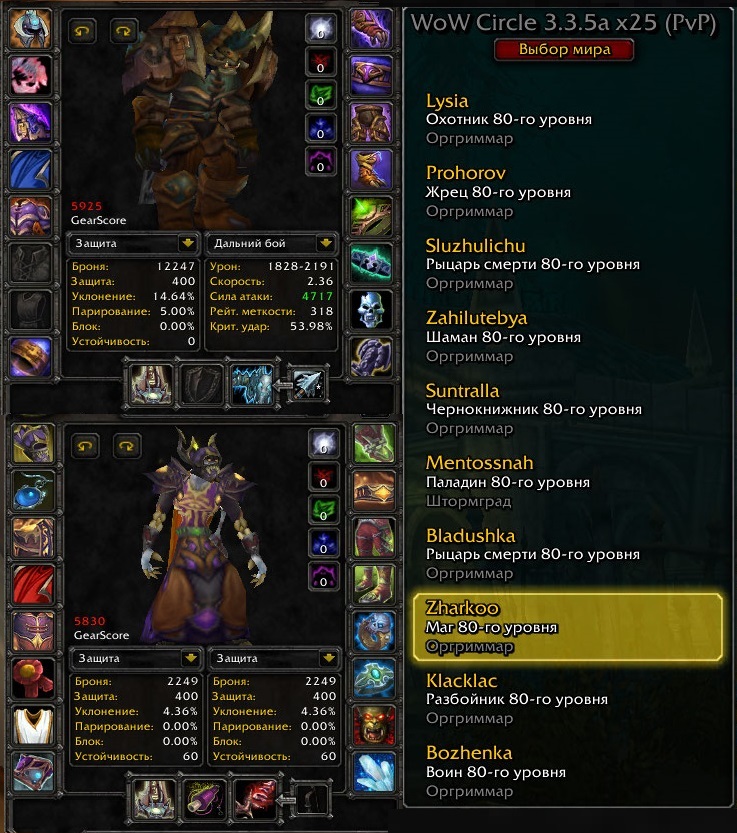 0
0
0
0
0
5925
GearScore
Защита
Дальний бой
Броня: 12247
Защита: 400
Уклонение: 14.64%
Парирование: 5.00%
Блок: 0.00%
Устойчивость: 0
Урон: 1828-2191
Скорость: 2.36
Сила атаки: 4717
Рейт. меткости: 318
Крит. удар: 53.98%
0
0
0
0
0
5830
GearScore
Защита
Защита
Броня: 2249
Защита: 400
Уклонение: 4.36%
Парирование: 0.00%
Блок: 0.00%
Устойчивость: 60
Броня: 2249
Защита: 400
Уклонение: 4.36%
Парирование: 0.00%
Блок: 0.00%
Устойчивость: 60
WoW Circle 3.3.5a x25 (PvP)
Выбор мира
Lysia
Охотник 80-го уровня
Оргриммар
Prohorov
Жрец 80-го уровня
Оргриммар
Sluzhulichu
Рыцарь смерти 80-го уровня
Оргриммар
Zahilutebya
Шаман 80-го уровня
Оргриммар
Suntralla
Чернокнижник 80-го уровня
Оргриммар
Mentossnah
Паладин 80-го уровня
Штормград
Bladushka
Рыцарь смерти 80-го уровня
Оргриммар
Zharkoo
Маг 80-го уровня
Оргриммар
Klacklac
Разбойник 80-го уровня
Оргриммар
Bozhenka
Воин 80-го уровня
Оргриммар